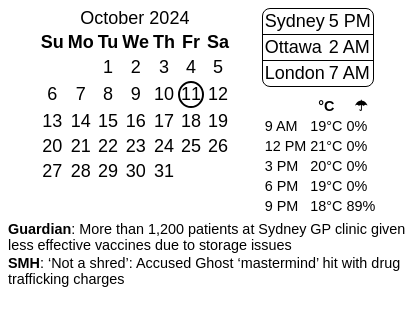 October 2024
Su Mo Tu We Th Fr Sa
1 2 3 4 5
6 7 8 9 10 11 12
13 14 15 16 17 18 19
20 21 22 23 24 25 26
27 28 29 30 31
Sydney 5 PM
Ottawa 2 AM
London 7 AM
°C ☂
9 AM 19°C 0%
12 PM 21°C 0%
3 PM 20°C 0%
6 PM 19°C 0%
9 PM 18°C 89%
Guardian: More than 1,200 patients at Sydney GP clinic given
less effective vaccines due to storage issues
SMH: ‘Not a shred’: Accused Ghost ‘mastermind’ hit with drug
trafficking charges